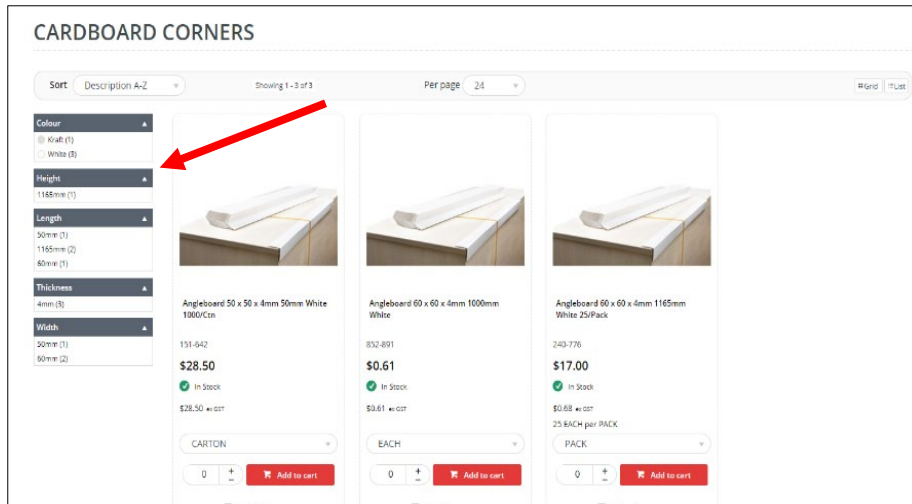 CARDBOARD CORNERS
Sort Description A-Z Showing 1 - 3 of 3 Per page 24 Grid List
Colour
Kraft (1)
White (3)
Height
1165mm (1)
Length
50mm (1)
1165mm (2)
60mm (1)
Thickness
4mm (3)
Width
50mm (1)
60mm (2)
Angleboard 50 x 50 x 4mm 50mm White
1000/Ctn
151-642
$28.50
In Stock
$28.50 ex GST
CARTON
0 + - Add to cart
Angleboard 60 x 60 x 4mm 1000mm
White
852-891
$0.61
In Stock
$0.61 ex GST
EACH
0 + - Add to cart
Angleboard 60 x 60 x 4mm 1165mm
White 25/Pack
240-776
$17.00
In Stock
$0.68 ex GST
25 EACH per PACK
PACK
0 + - Add to cart